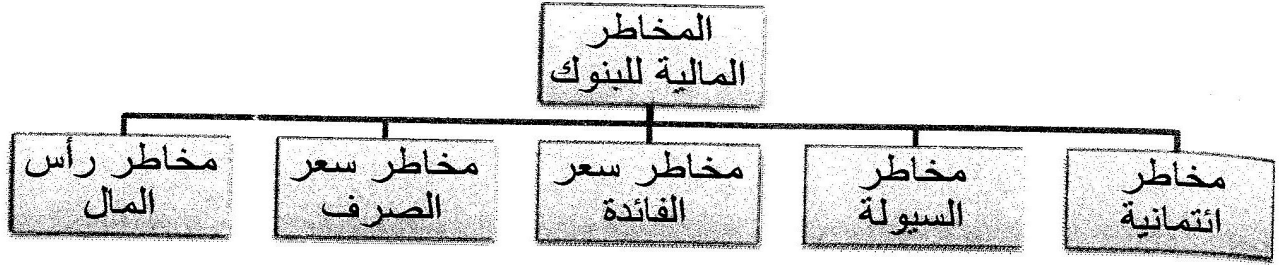 المخاطر
المالية للبنوك
مخاطر
ائتمانية
مخاطر
السيولة
مخاطر سعر
الفائدة
مخاطر سعر
الصرف
مخاطر رأس
المال